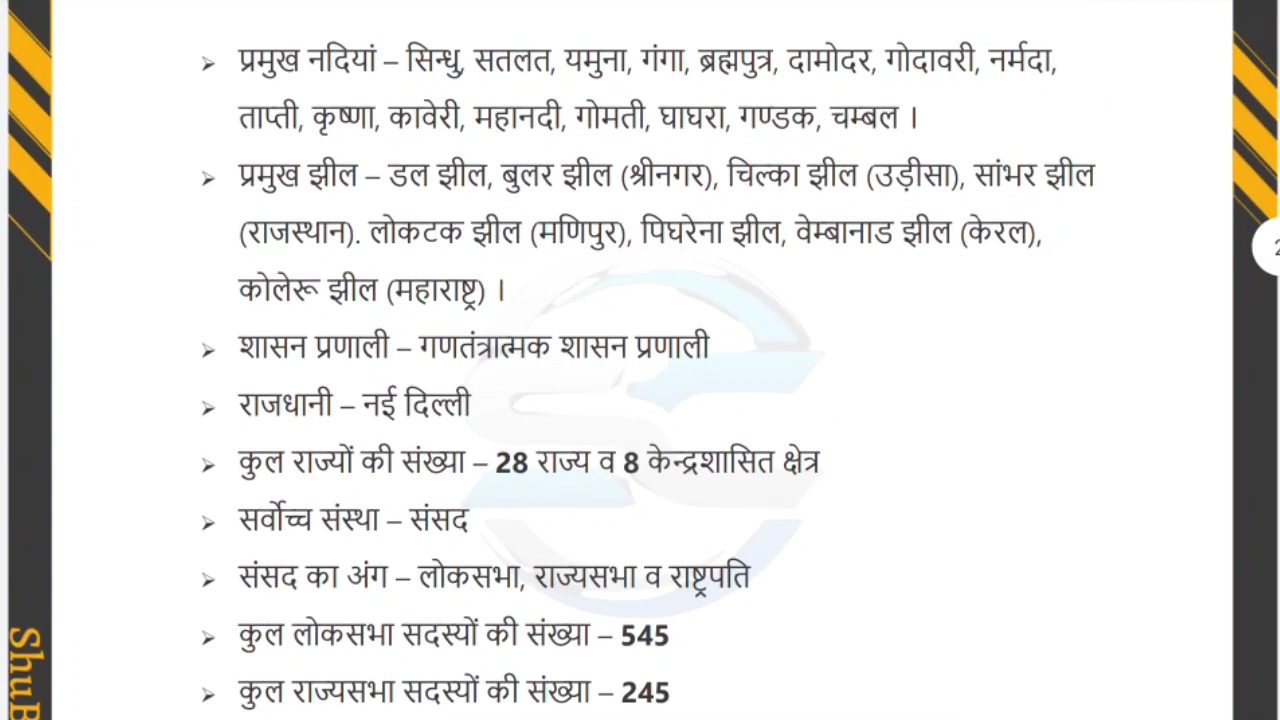 ➢ प्रमुख नदियां – सिन्धु, सतलत, यमुना, गंगा, ब्रह्मपुत्र, दामोदर, गोदावरी, नर्मदा,
ताप्ती, कृष्णा, कावेरी, महानदी, गोमती, घाघरा, गण्डक, चम्बल ।
➢ प्रमुख झील – डल झील, बुलर झील (श्रीनगर), चिल्का झील (उड़ीसा), सांभर झील
(राजस्थान). लोकटक झील (मणिपुर), पिघरेना झील, वेम्बानाड झील (केरल),
कोलेरू झील (महाराष्ट्र) ।
➢ शासन प्रणाली – गणतंत्रात्मक शासन प्रणाली
➢ राजधानी – नई दिल्ली
➢ कुल राज्यों की संख्या – 28 राज्य व 8 केन्द्रशासित क्षेत्र
➢ सर्वोच्च संस्था – संसद
➢ संसद का अंग – लोकसभा, राज्यसभा व राष्ट्रपति
➢ कुल लोकसभा सदस्यों की संख्या – 545
➢ कुल राज्यसभा सदस्यों की संख्या – 245